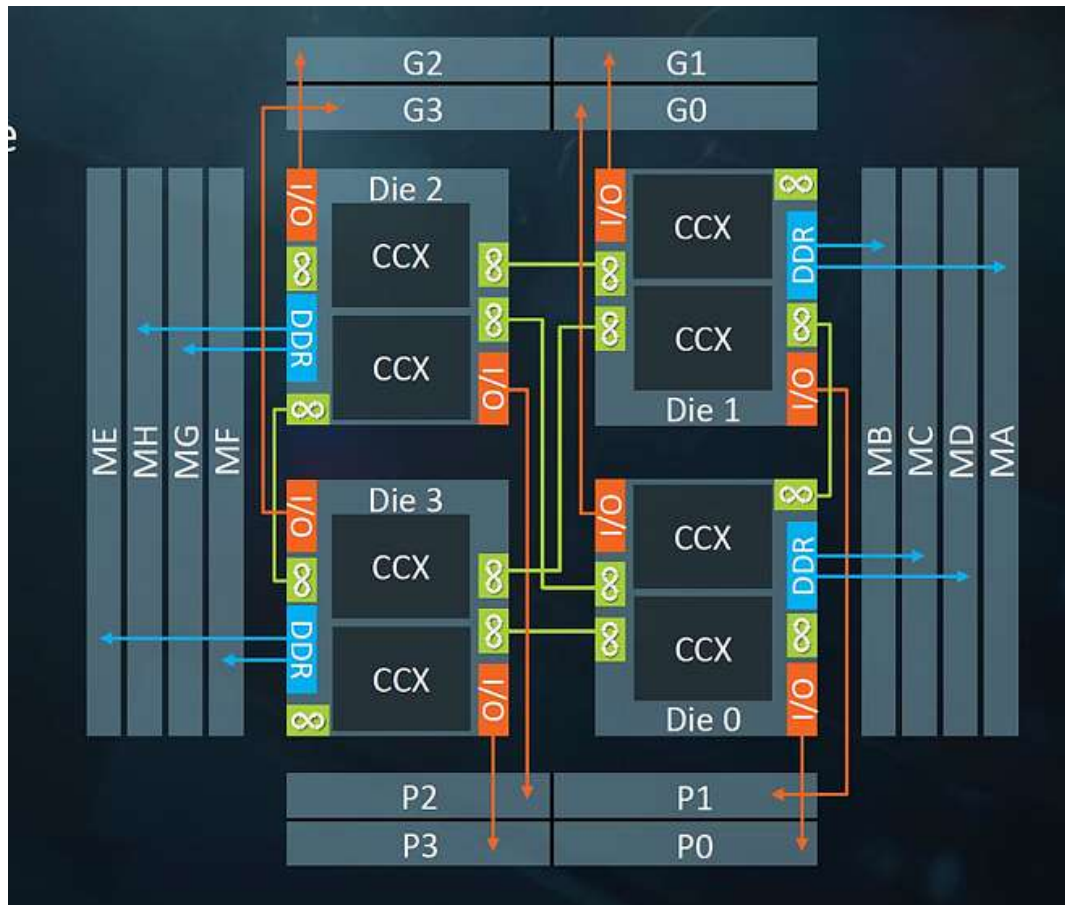 G2 G1
G3 G0
Die 2
I/O
∞
DDR
∞
CCX
CCX
∞
∞
I/O
I/O
∞
∞
CCX
CCX
∞
DDR
∞
I/O
Die 1
ME
MH
MG
MF
MB
MC
MD
MA
Die 3
I/O
∞
DDR
∞
CCX
CCX
∞
∞
I/O
I/O
∞
∞
CCX
CCX
∞
DDR
∞
I/O
Die 0
P2 P1
P3 P0